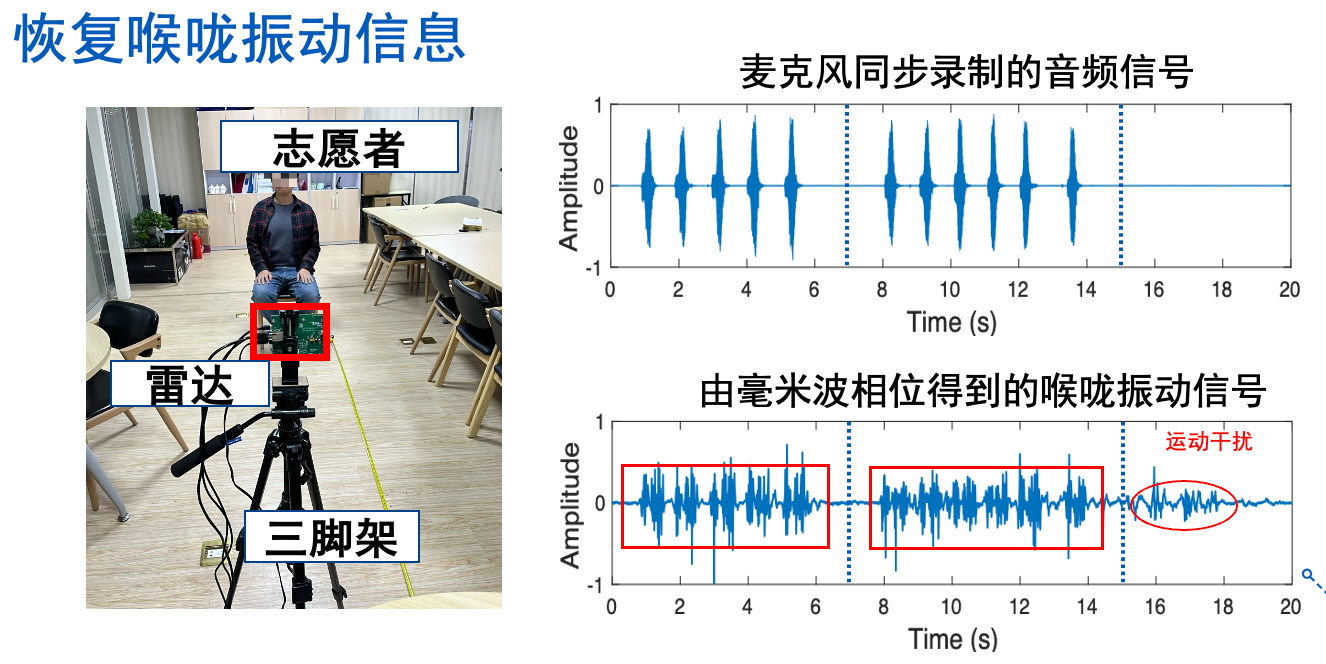 恢复喉咙振动信息
志愿者
雷达
三脚架
麦克风同步录制的音频信号
1
0
-1
Amplitude
0 2 4 6 8 10 12 14 16 18 20
Time (s)
由毫米波相位得到的喉咙振动信号
运动干扰
1
0
-1
Amplitude
0 2 4 6 8 10 12 14 16 18 20
Time (s)